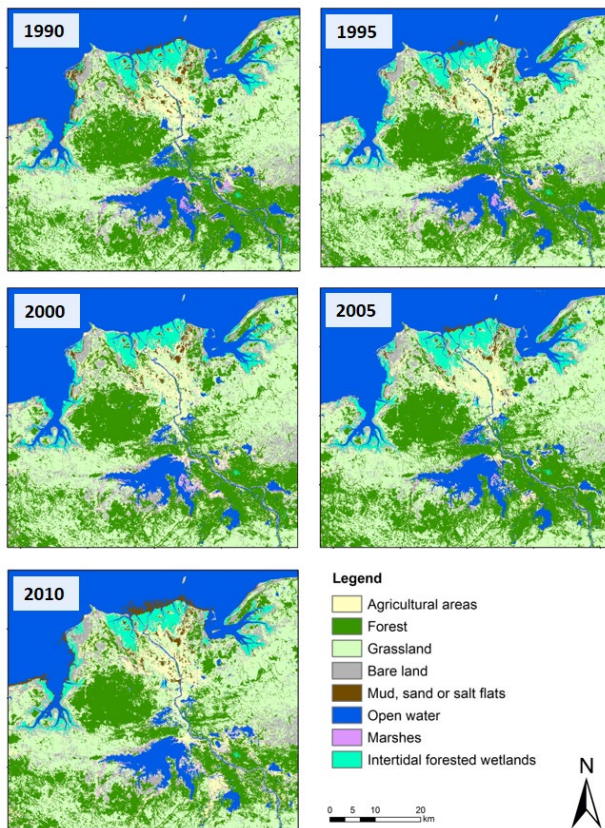 1990
1995
2000
2005
2010
Legend
Agricultural areas
Forest
Grassland
Bare land
Mud, sand or salt flats
Open water
Marshes
Intertidal forested wetlands
N
0 5 10 20
km